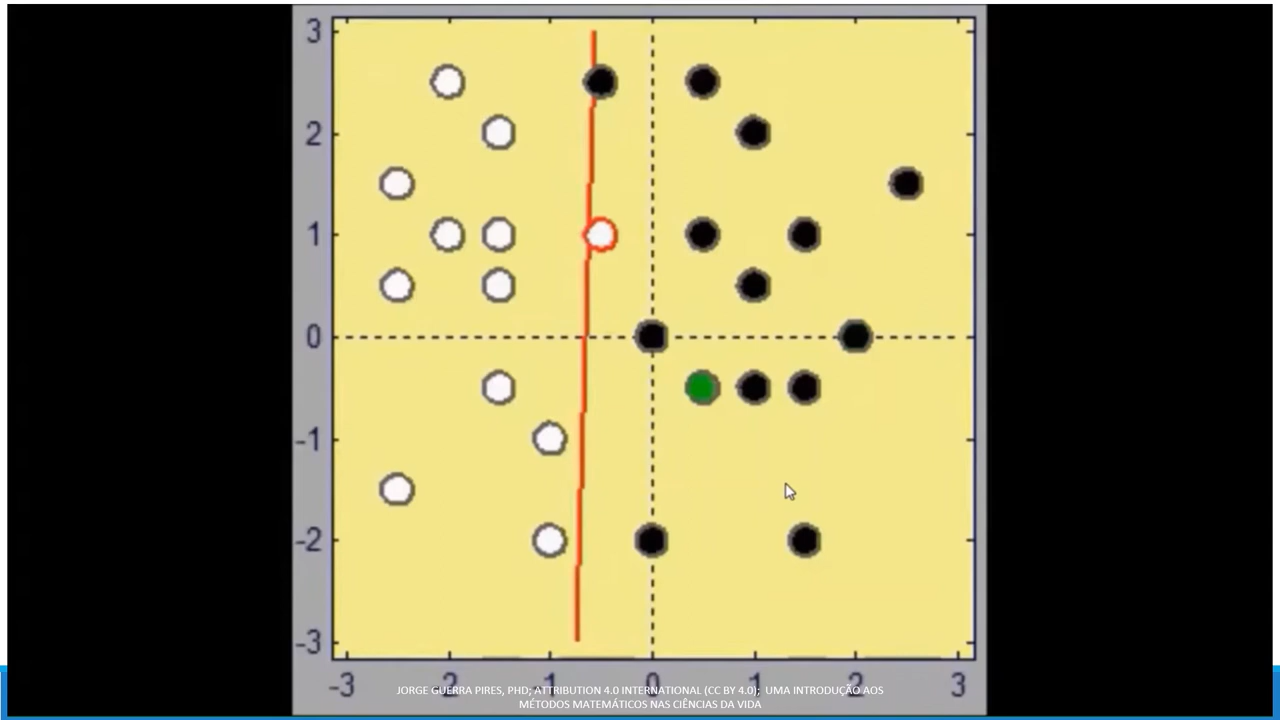 3
2
1
0
-1
-2
-3
-3 -2 -1 0 1 2 3
JORGE GUERRA PIRES, PHD; ATTRIBUTION 4.0 INTERNATIONAL (CC BY 4.0); UMA INTRODUÇÃO AOS
MÉTODOS MATEMÁTICOS NAS CIÊNCIAS DA VIDA